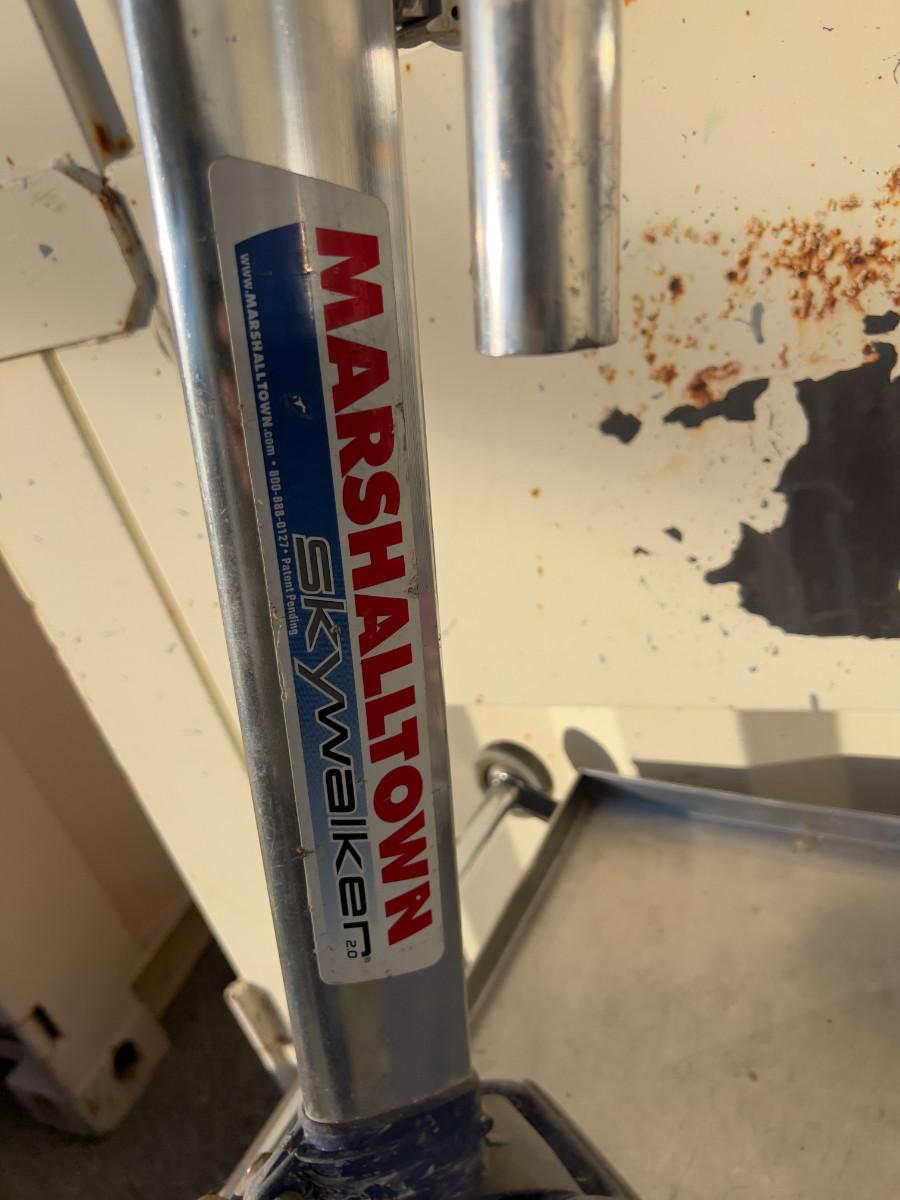 MARSHALLTOWN
SKYWALKER 2.0
www.MARSHALLTOWN.com • 800-888-0127 • Patent Pending